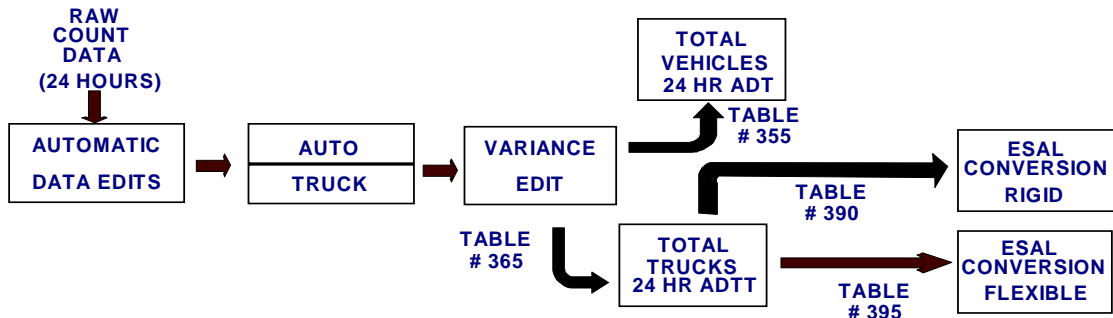 RAW
COUNT
DATA
(24 HOURS)
AUTOMATIC
DATA EDITS
AUTO
TRUCK
VARIANCE
EDIT
TOTAL
VEHICLES
24 HR ADT
TABLE
# 355
TABLE
# 365
TOTAL
TRUCKS
24 HR ADTT
TABLE
# 390
ESAL
CONVERSION
RIGID
TABLE
# 395
ESAL
CONVERSION
FLEXIBLE